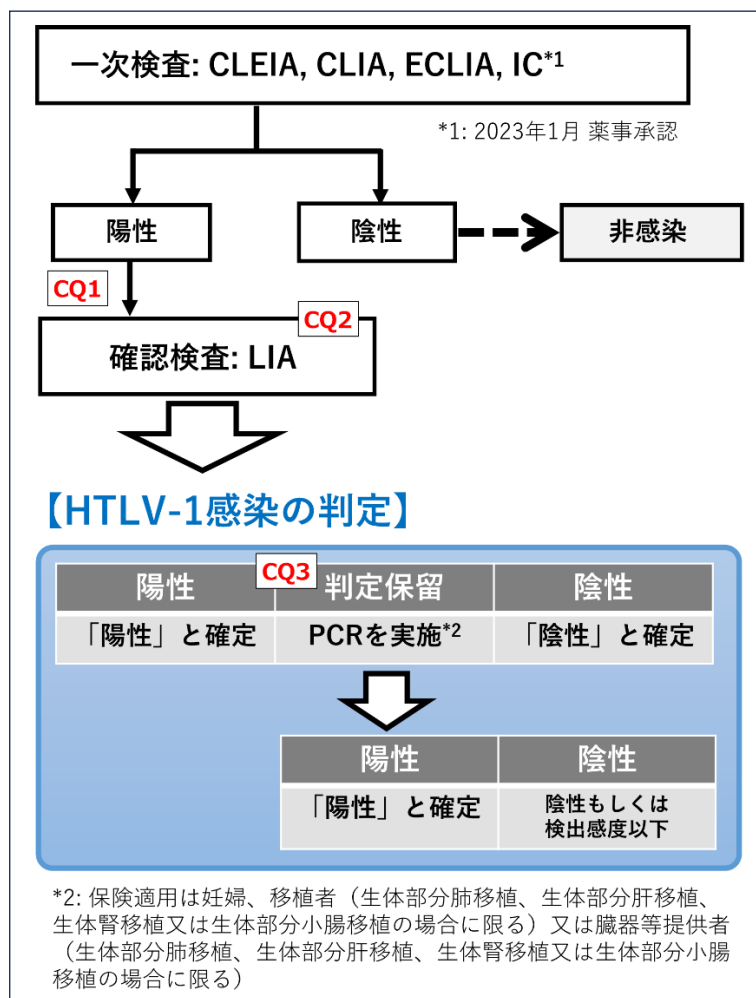 一次検査: CLEIA, CLIA, ECLIA, IC*1
*1: 2023年1月 薬事承認
陽性
陰性
非感染
CQ1
CQ2
確認検査: LIA
【HTLV-1感染の判定】
CQ3
陽性
判定保留
陰性
「陽性」と確定
PCRを実施*2
「陰性」と確定
陽性
陰性
「陽性」と確定
陰性もしくは
検出感度以下
*2: 保険適用は妊婦、移植者（生体部分肺移植、生体部分肝移植、
生体腎移植又は生体部分小腸移植の場合に限る）又は臓器等提供者
（生体部分肺移植、生体部分肝移植、生体腎移植又は生体部分小腸
移植の場合に限る）